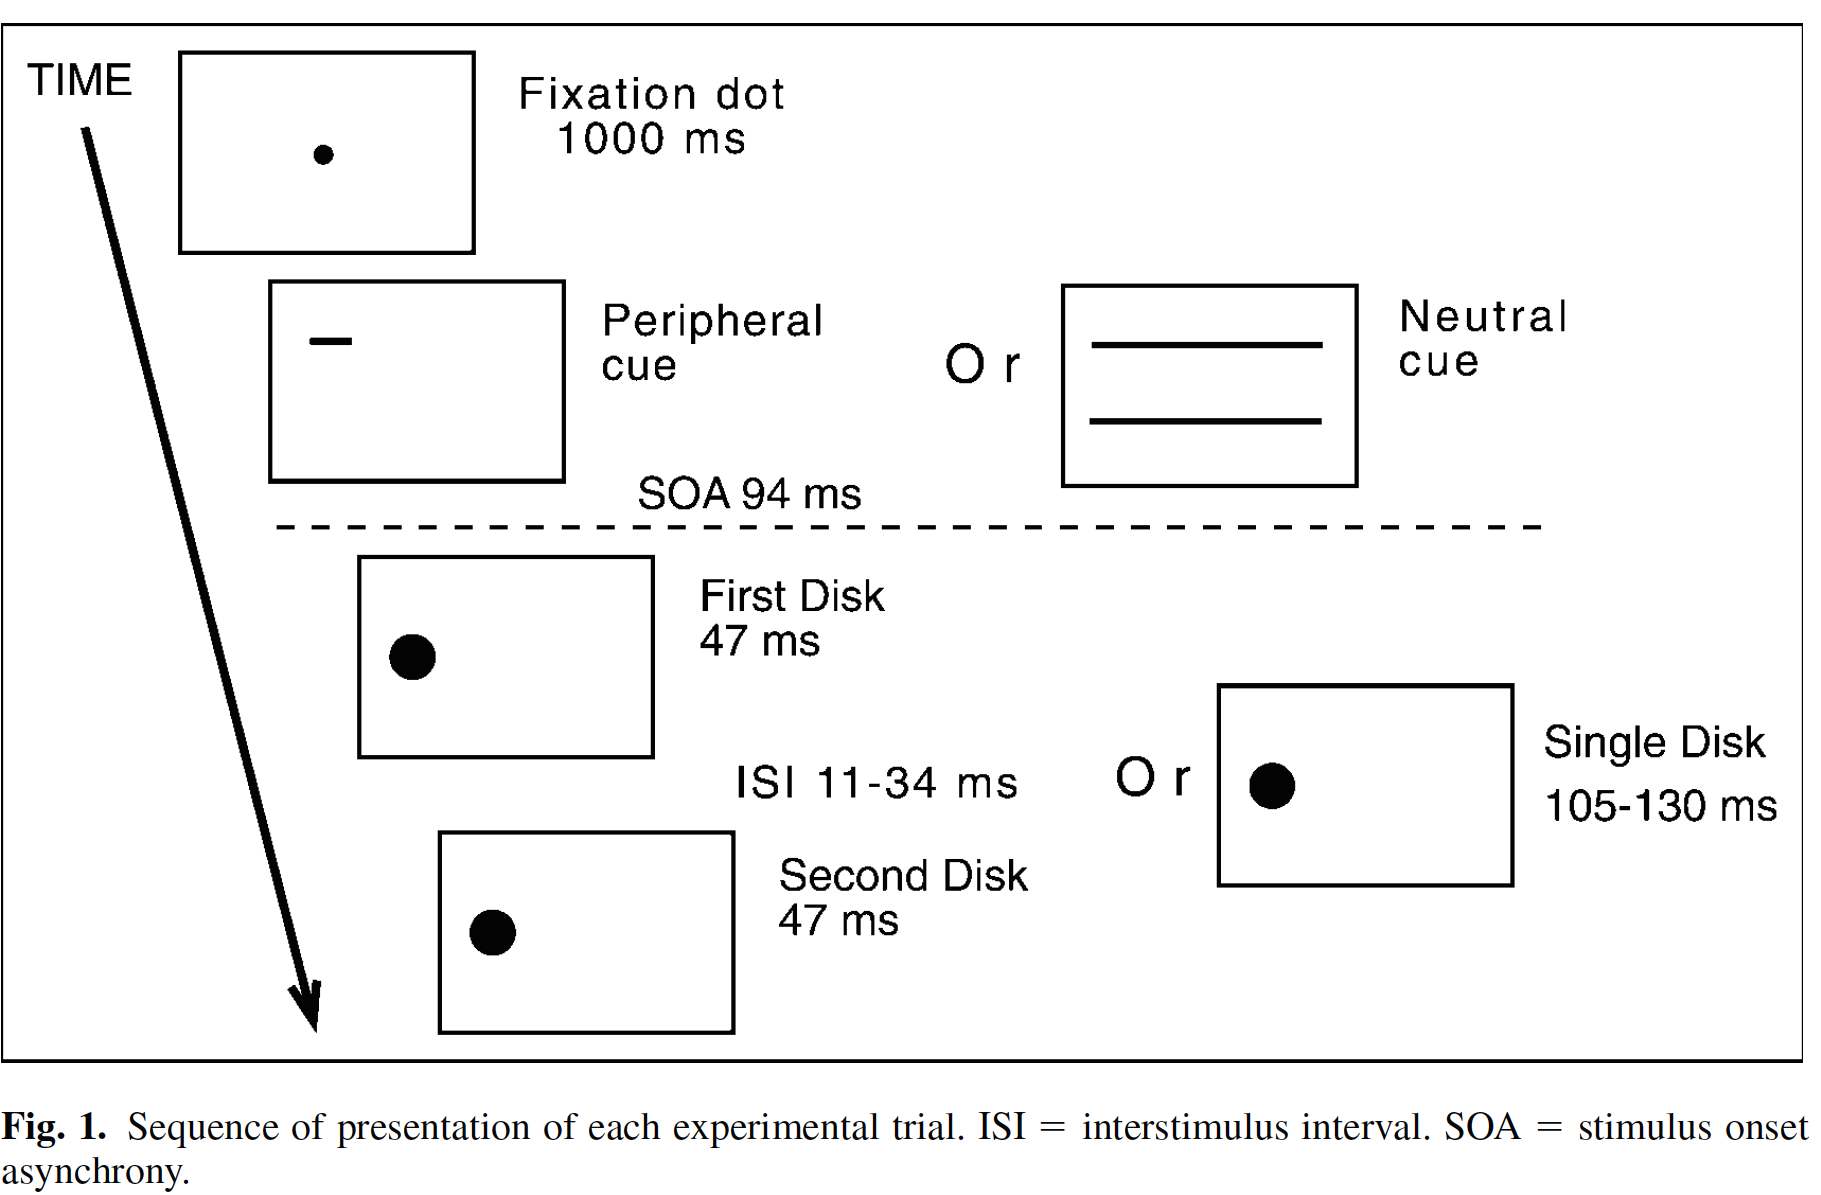 TIME
Fixation dot
1000 ms
Peripheral
cue
Or
Neutral
cue
SOA 94 ms
First Disk
47 ms
ISI 11-34 ms
Or
Single Disk
105-130 ms
Second Disk
47 ms
Fig. 1. Sequence of presentation of each experimental trial. ISI = interstimulus interval. SOA = stimulus onset
asynchrony.